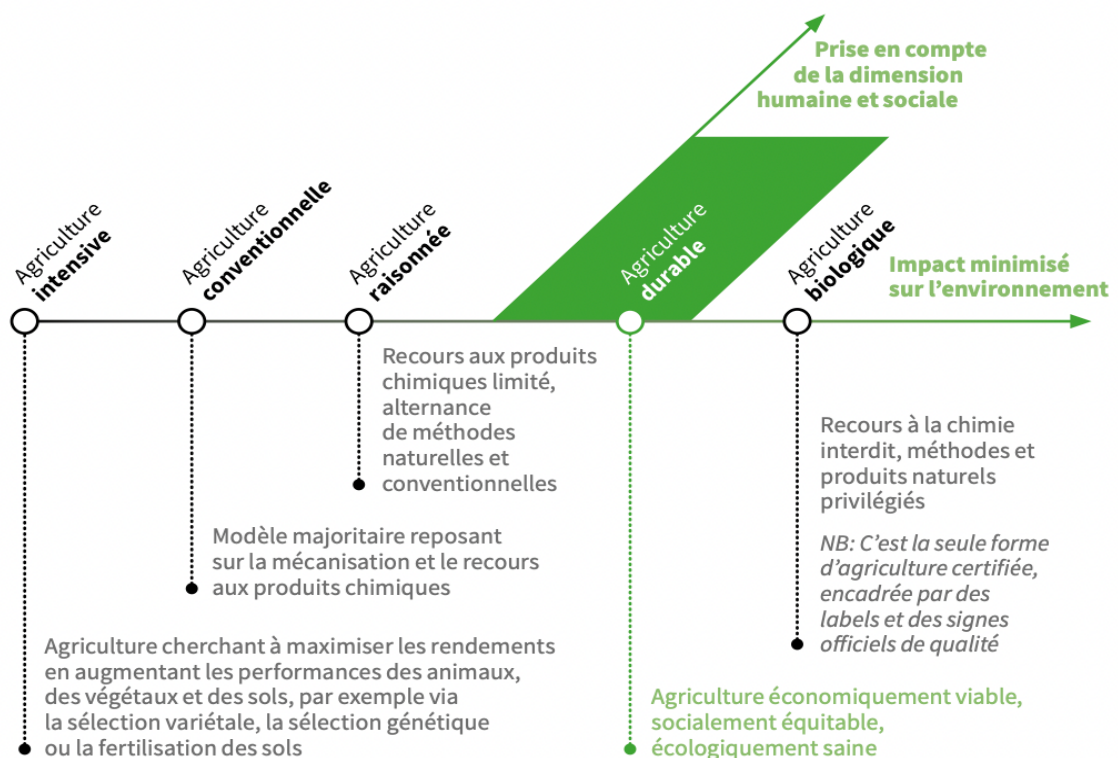 Prise en compte
de la dimension
humaine et sociale
Agriculture
intensive
Agriculture
conventionnelle
Agriculture
raisonnée
Agriculture
durable
Agriculture
biologique
Impact minimisé
sur l'environnement
Recours aux produits
chimiques limité,
alternance
de méthodes
naturelles et
conventionnelles
Recours à la chimie
interdit, méthodes et
produits naturels
privilégiés
NB: C'est la seule forme
d'agriculture certifiée,
encadrée par des
labels et des signes
officiels de qualité
Modèle majoritaire reposant
sur la mécanisation et le recours
aux produits chimiques
Agriculture cherchant à maximiser les rendements
en augmentant les performances des animaux,
des végétaux et des sols, par exemple via
la sélection variétale, la sélection génétique
ou la fertilisation des sols
Agriculture économiquement viable,
socialement équitable,
écologiquement saine